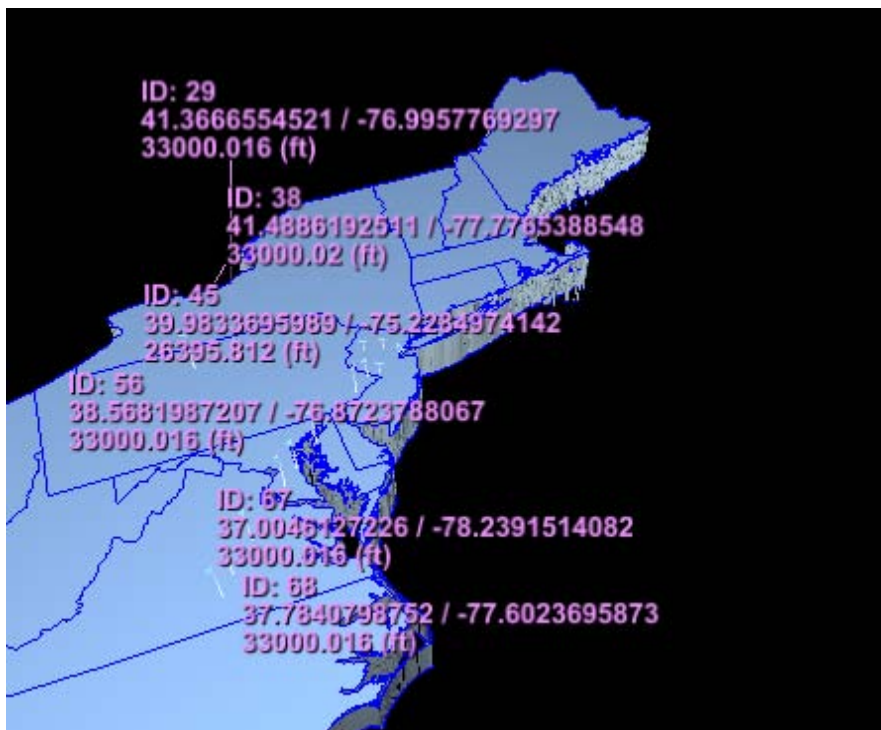 ID: 29
41.3666554521 / -76.9957769297
33000.016 (ft)
ID: 38
41.4886192511 / -77.7765388548
33000.02 (ft)
ID: 45
39.9833695989 / -75.2284974142
26395.812 (ft)
ID: 56
38.5681987207 / -76.8723788067
33000.016 (ft)
ID: 67
37.0046127226 / -78.2391514082
33000.016 (ft)
ID: 68
37.7840798752 / -77.6023695873
33000.016 (ft)